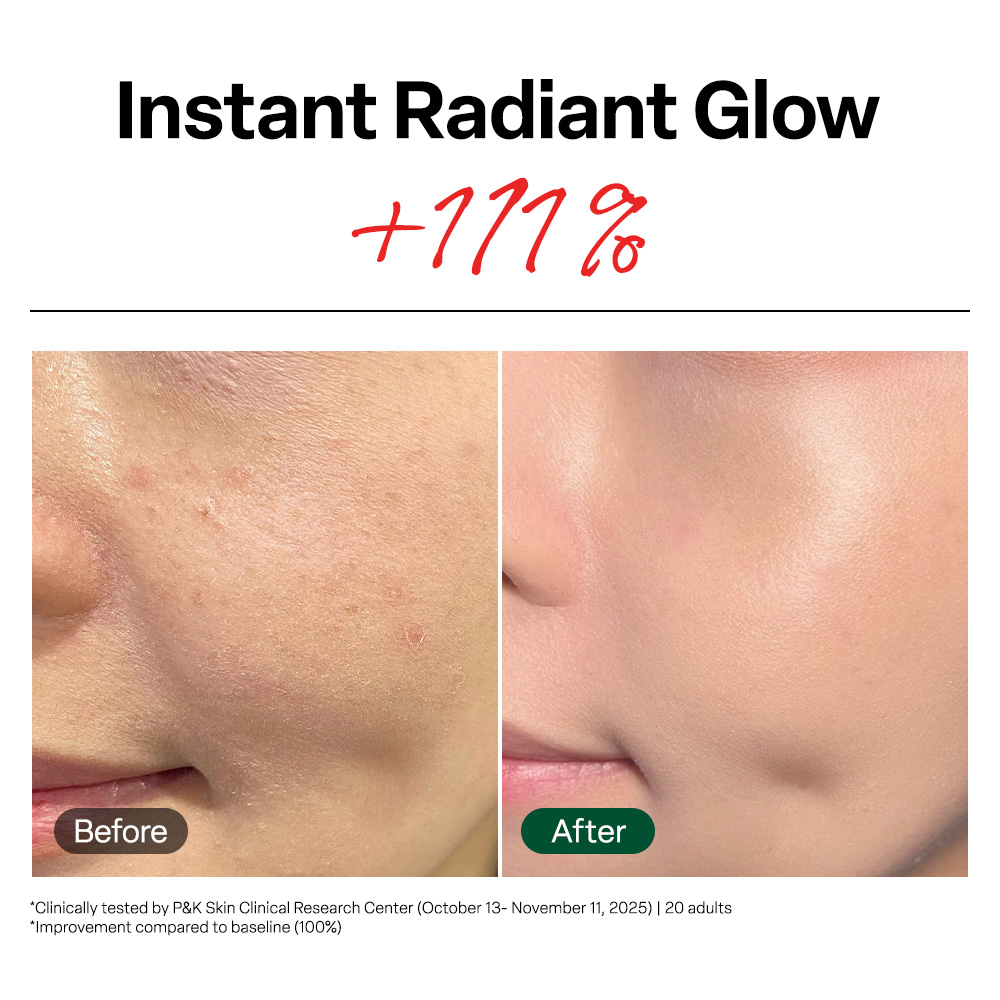 Instant Radiant Glow
+111%
Before
After
*Clinically tested by P&K Skin Clinical Research Center (October 13- November 11, 2025) | 20 adults
*Improvement compared to baseline (100%)